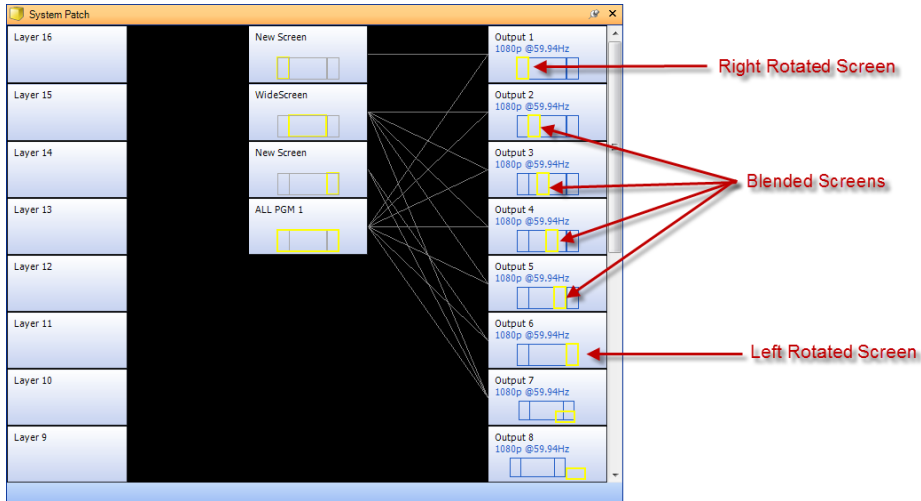 System Patch
Layer 16
Layer 15
Layer 14
Layer 13
Layer 12
Layer 11
Layer 10
Layer 9
New Screen
WideScreen
New Screen
ALL PGM 1
Output 1
1080p @59.94Hz
Output 2
1080p @59.94Hz
Output 3
1080p @59.94Hz
Output 4
1080p @59.94Hz
Output 5
1080p @59.94Hz
Output 6
1080p @59.94Hz
Output 7
1080p @59.94Hz
Output 8
1080p @59.94Hz
Right Rotated Screen
Blended Screens
Left Rotated Screen